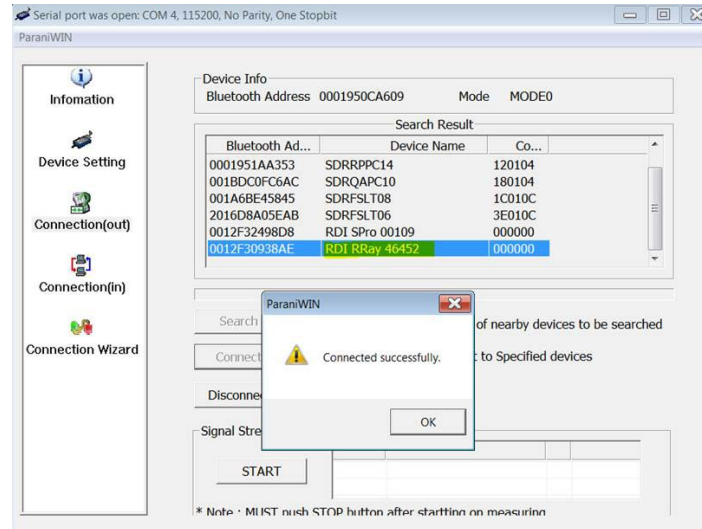 Serial port was open: COM 4, 115200, No Parity, One Stopbit
ParaniWIN
Infomation
Device Setting
Connection(out)
Connection(in)
Connection Wizard
Device Info
Bluetooth Address 0001950CA609 Mode MODE0
Search Result
Bluetooth Ad... Device Name Co...
0001951AA353 SDRRPPC14 120104
001BDC0FC6AC SDRQAPC10 180104
001A6BE45845 SDRFSLT08 1C010C
2016D8A05EAB SDRFSLT06 3E010C
0012F32498D8 RDI SPro 00109 000000
0012F30938AE RDI RRay 46452 000000
Search of nearby devices to be searched
Connect to Specified devices
Disconne
ParaniWIN
Connected successfully.
OK
Signal Stre
START
* Note : MUST push STOP button after startting on measuring